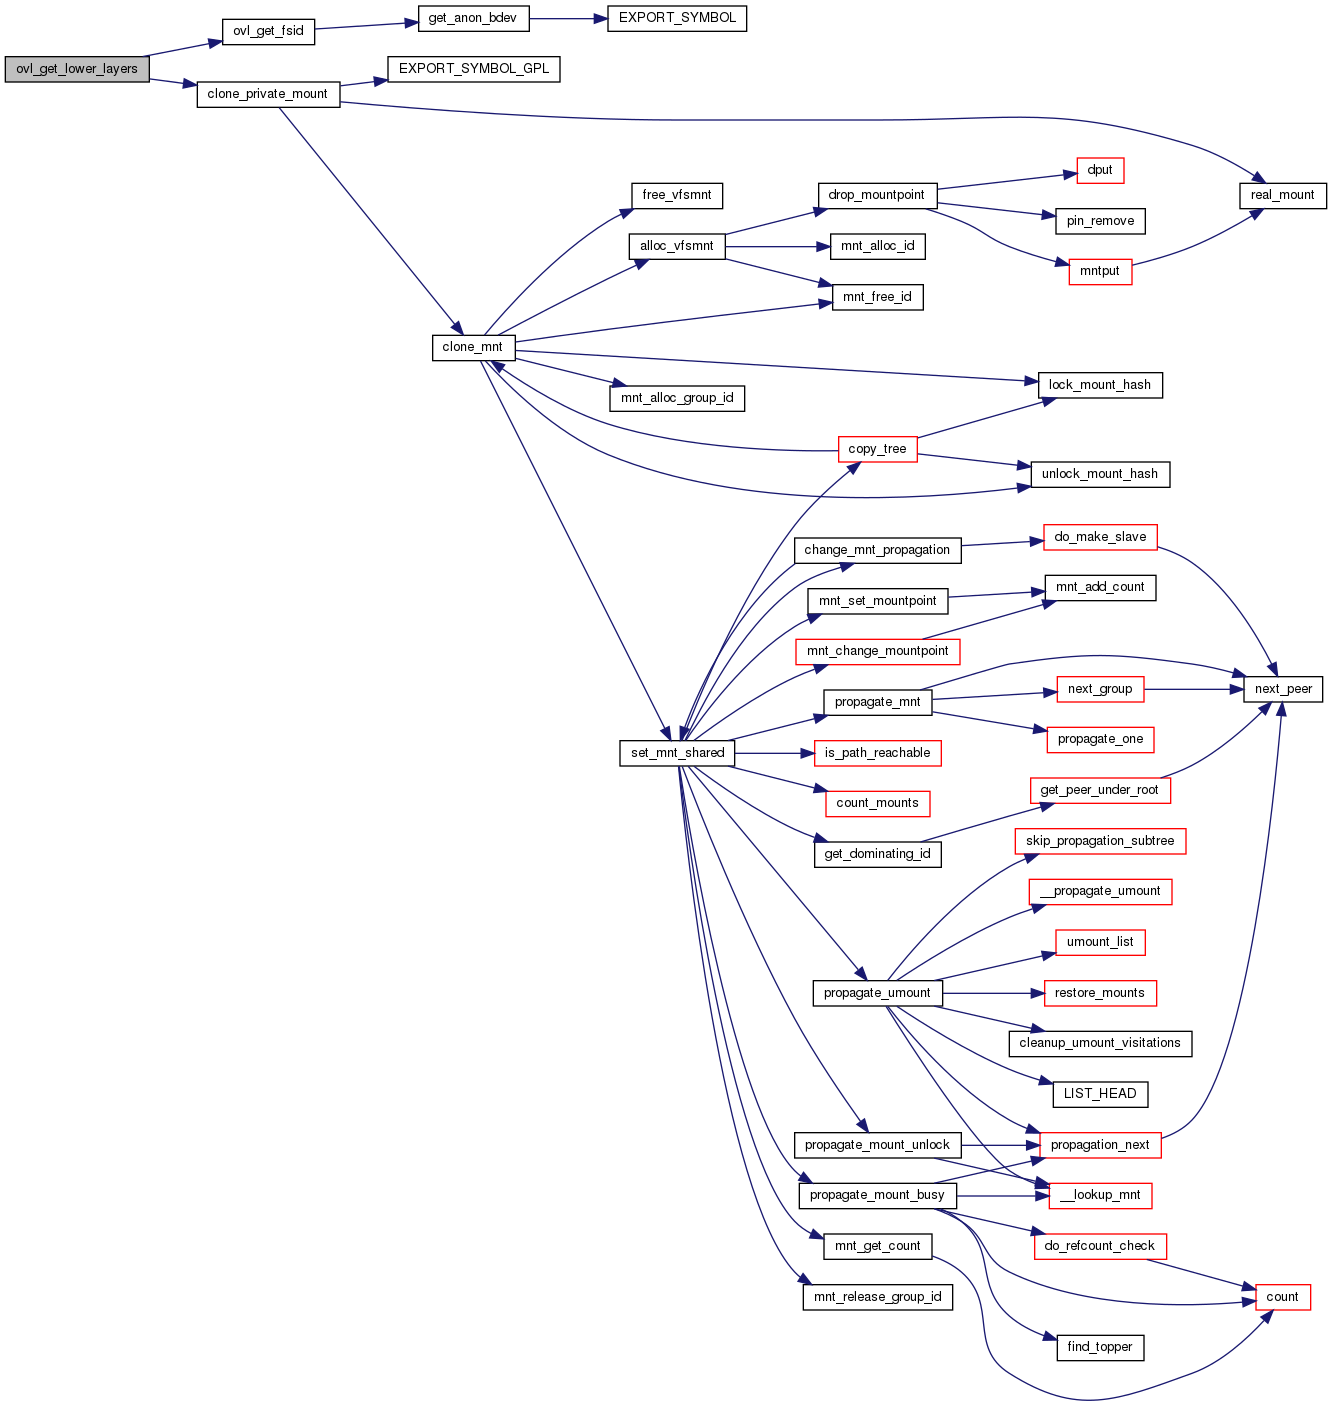 get_anon_bdev
EXPORT_SYMBOL
ovl_get_fsid
ovl_get_lower_layers
EXPORT_SYMBOL_GPL
clone_private_mount
dput
free_vfsmnt
drop_mountpoint
real_mount
pin_remove
alloc_vfsmnt
mnt_alloc_id
mntput
mnt_free_id
clone_mnt
lock_mount_hash
mnt_alloc_group_id
copy_tree
unlock_mount_hash
do_make_slave
change_mnt_propagation
mnt_add_count
mnt_set_mountpoint
mnt_change_mountpoint
next_group
next_peer
propagate_mnt
propagate_one
set_mnt_shared
is_path_reachable
get_peer_under_root
count_mounts
skip_propagation_subtree
get_dominating_id
__propagate_umount
umount_list
propagate_umount
restore_mounts
cleanup_umount_visitations
LIST_HEAD
propagate_mount_unlock
propagation_next
propagate_mount_busy
__lookup_mnt
mnt_get_count
do_refcount_check
mnt_release_group_id
count
find_topper